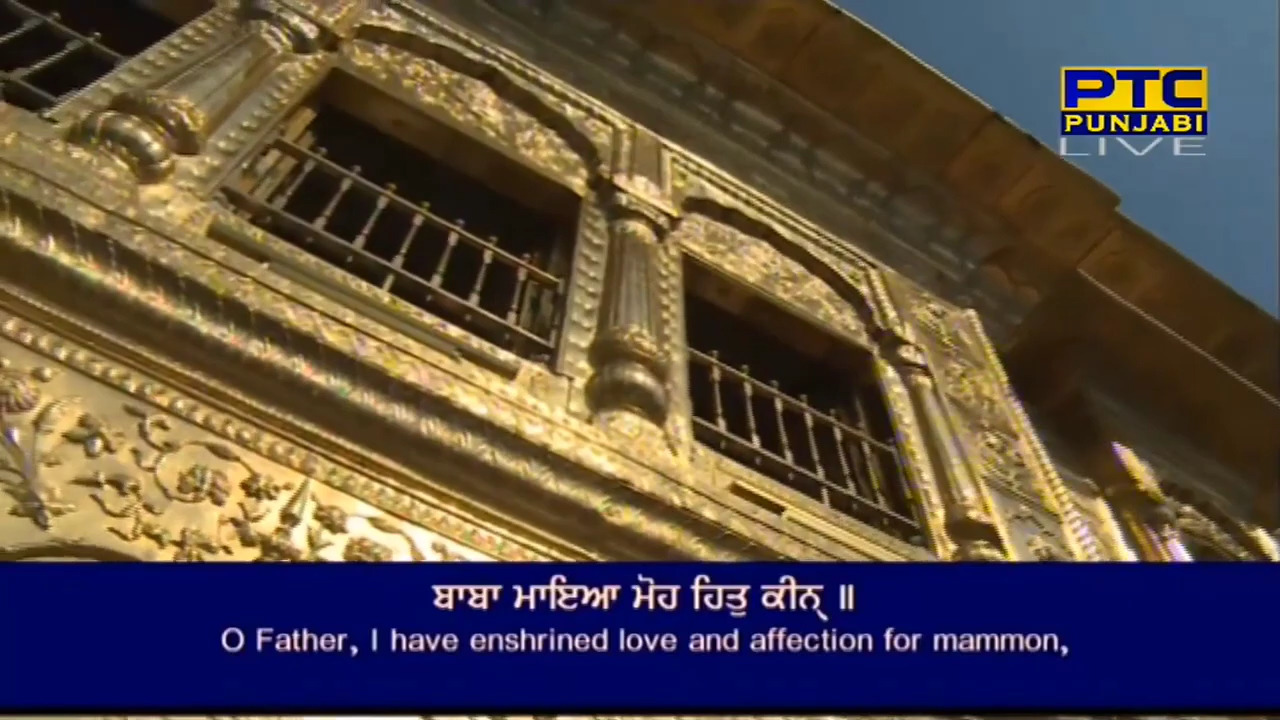 PTC
PUNJABI
LIVE
ਬਾਬਾ ਮਾਇਆ ਮੋਹ ਹਿਤੁ ਕੀਨ੍ ॥
O Father, I have enshrined love and affection for mammon,